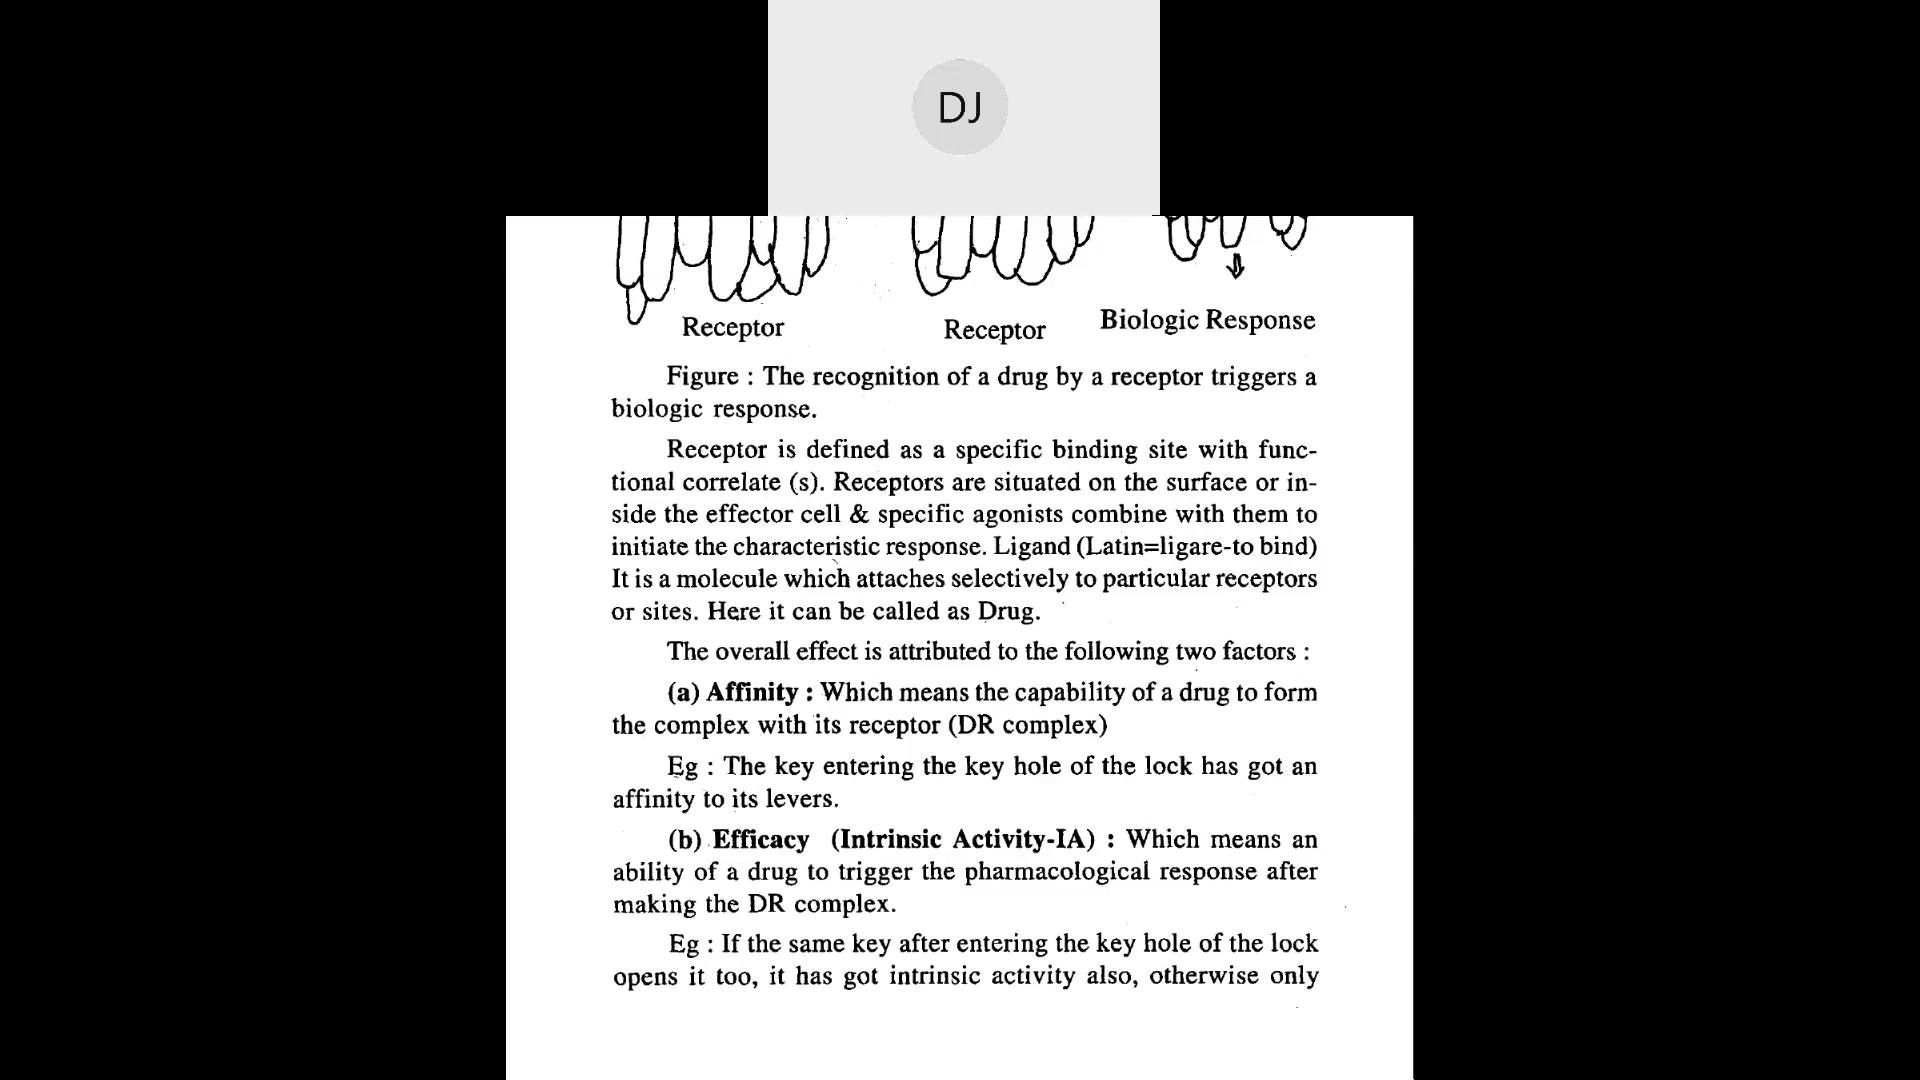 DJ
Receptor
Receptor
Biologic Response
Figure : The recognition of a drug by a receptor triggers a
biologic response.
Receptor is defined as a specific binding site with func-
tional correlate (s). Receptors are situated on the surface or in-
side the effector cell & specific agonists combine with them to
initiate the characteristic response. Ligand (Latin=ligare-to bind)
It is a molecule which attaches selectively to particular receptors
or sites. Here it can be called as Drug.
The overall effect is attributed to the following two factors :
(a) Affinity : Which means the capability of a drug to form
the complex with its receptor (DR complex)
Eg : The key entering the key hole of the lock has got an
affinity to its levers.
(b) Efficacy (Intrinsic Activity-IA) : Which means an
ability of a drug to trigger the pharmacological response after
making the DR complex.
Eg : If the same key after entering the key hole of the lock
opens it too, it has got intrinsic activity also, otherwise only